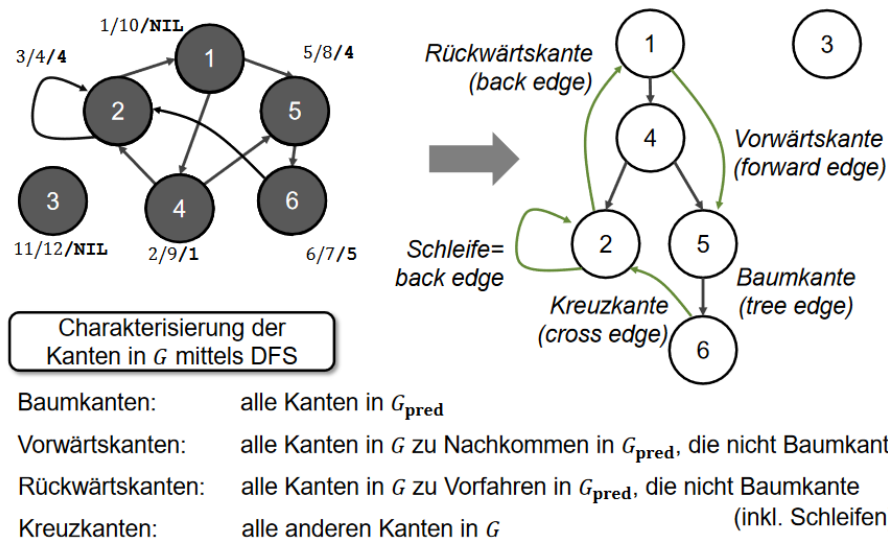 1/10/NIL
3/4/4
1
5/8/4
2
5
3
4
6
11/12/NIL
2/9/1
6/7/5
Rückwärtskante
(back edge)
1
3
4
Vorwärtskante
(forward edge)
Schleife=
back edge
2
5
Baumkante
(tree edge)
Kreuzkante
(cross edge)
6
Charakterisierung der
Kanten in G mittels DFS
Baumkanten: alle Kanten in Gpred
Vorwärtskanten: alle Kanten in G zu Nachkommen in Gpred, die nicht Baumkant
Rückwärtskanten: alle Kanten in G zu Vorfahren in Gpred, die nicht Baumkante
(inkl. Schleifen
Kreuzkanten: alle anderen Kanten in G